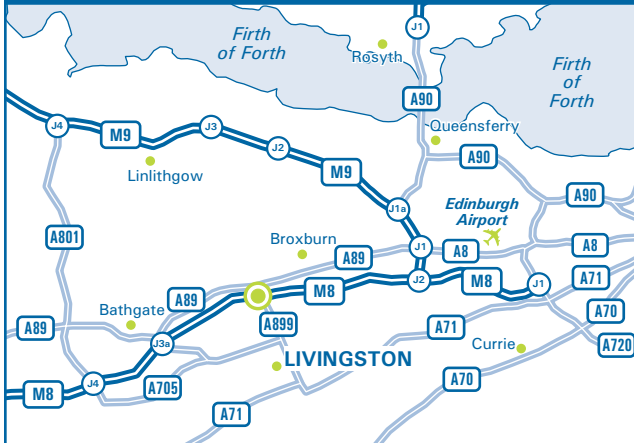 J1
Firth
of Forth
Rosyth
Firth
of
Forth
A90
J4
M9
J3
Queensferry
J2
A90
Linlithgow
M9
A90
J1a
Edinburgh
Airport
A801
Broxburn
J1
A8
A8
A89
J2
M8
J1
A71
M8
A89
Bathgate
A899
A70
A89
A71
J3a
Currie
A720
LIVINGSTON
J4
A705
A70
M8
A71